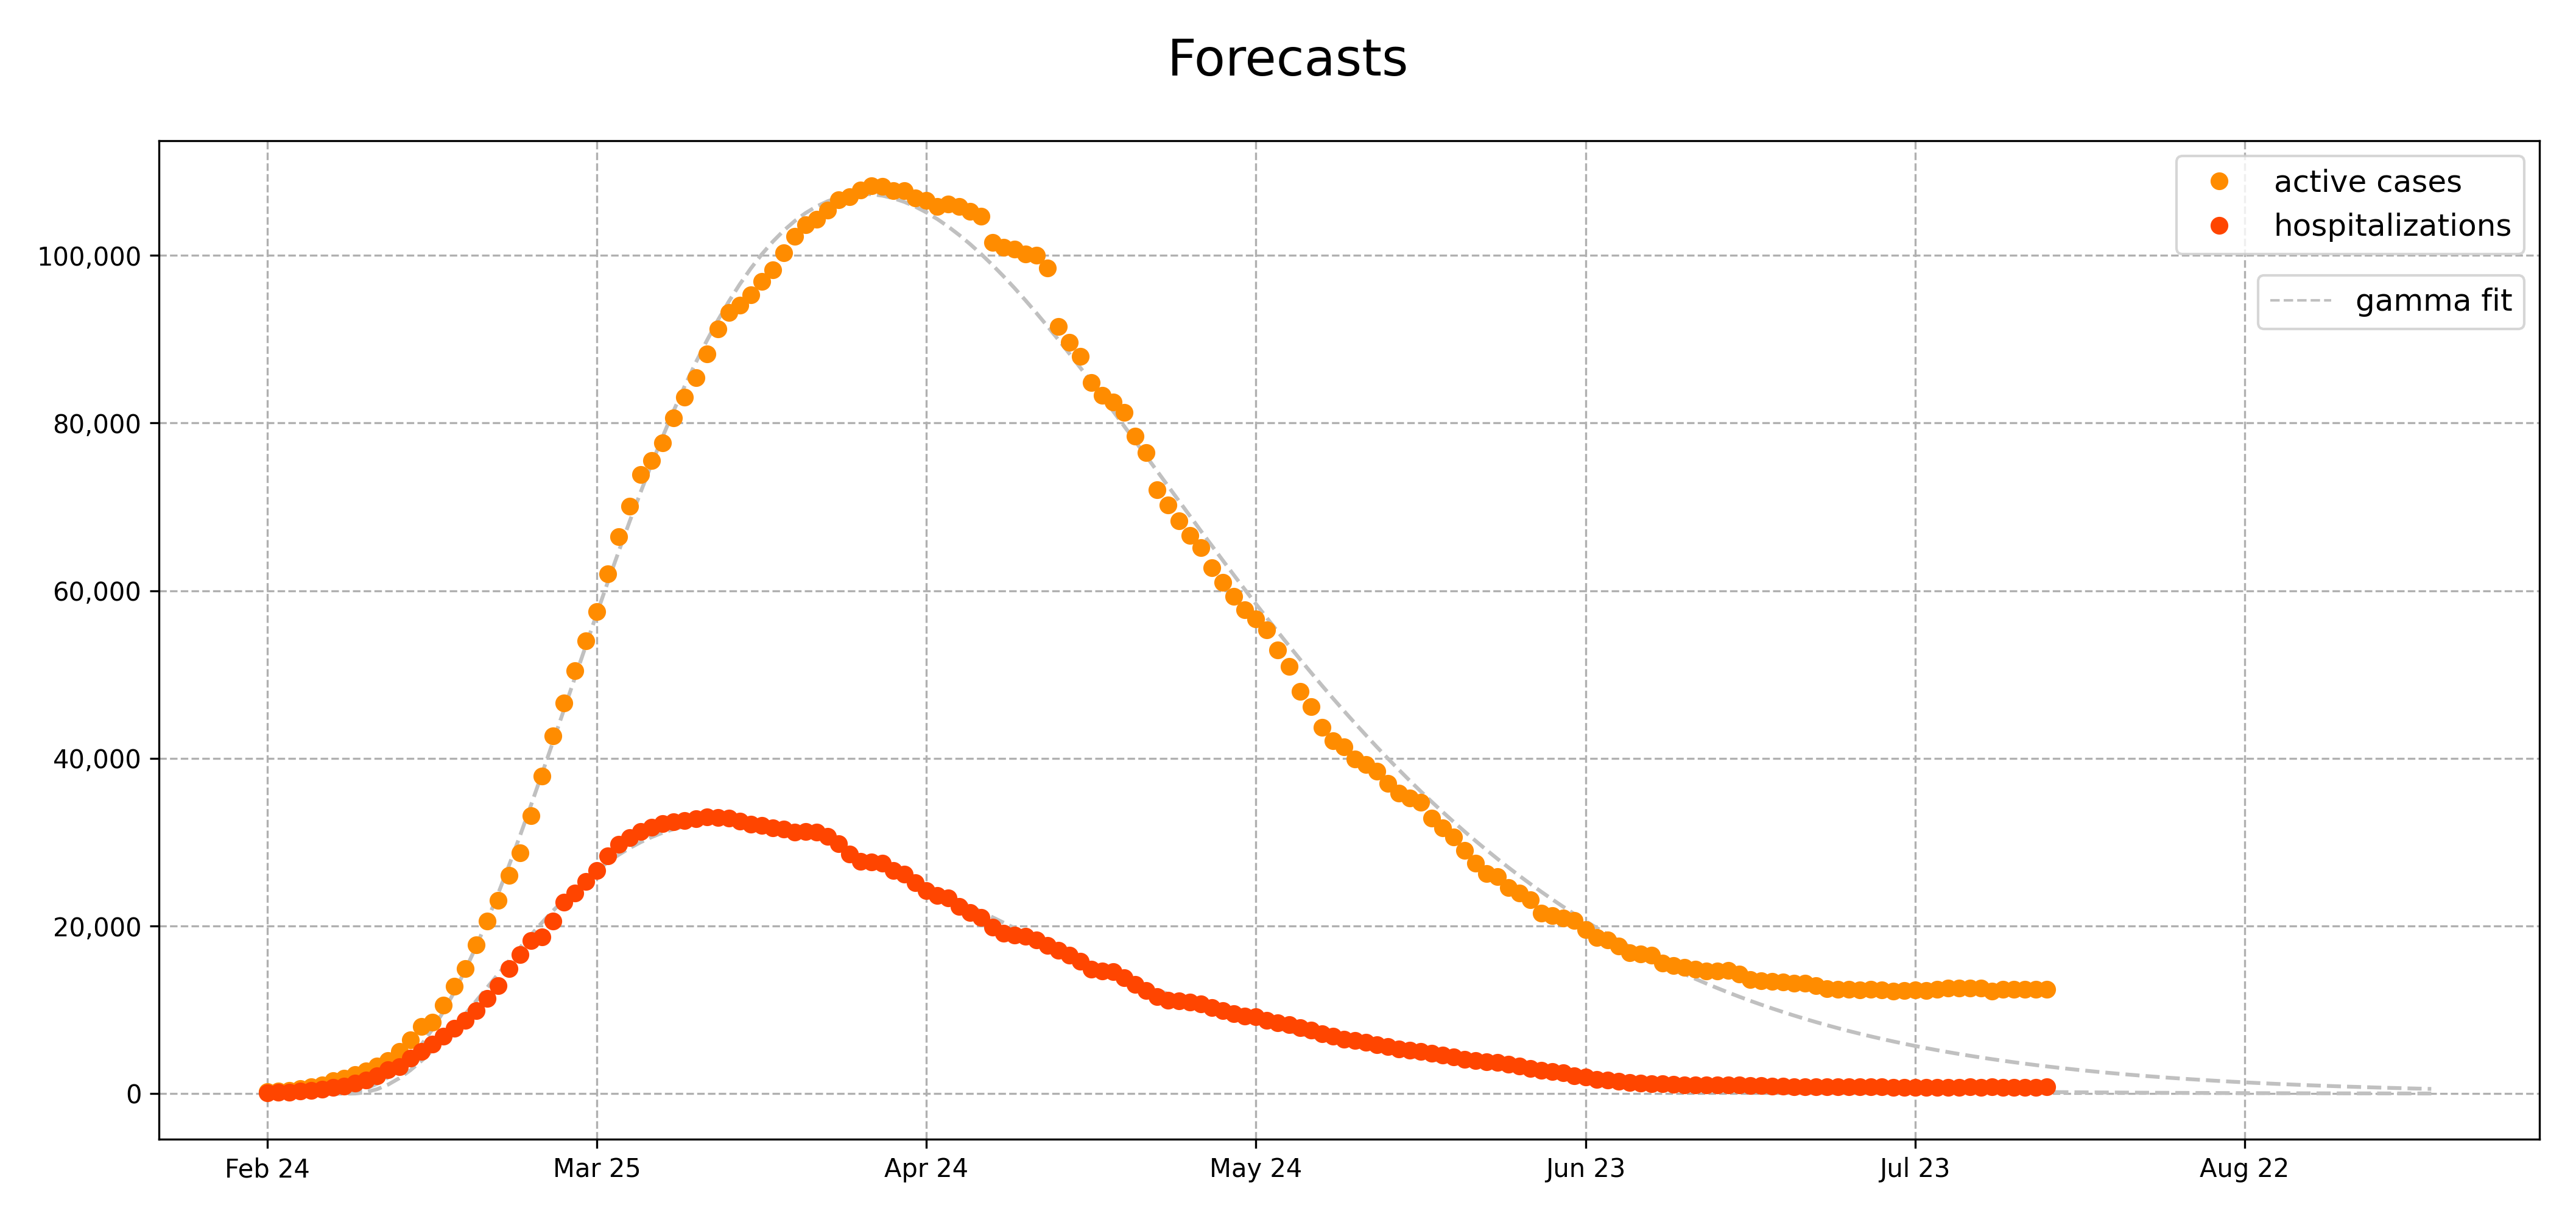 Forecasts
active cases
hospitalizations
gamma fit
100,000
80,000
60,000
40,000
20,000
0
Feb 24
Mar 25
Apr 24
May 24
Jun 23
Jul 23
Aug 22